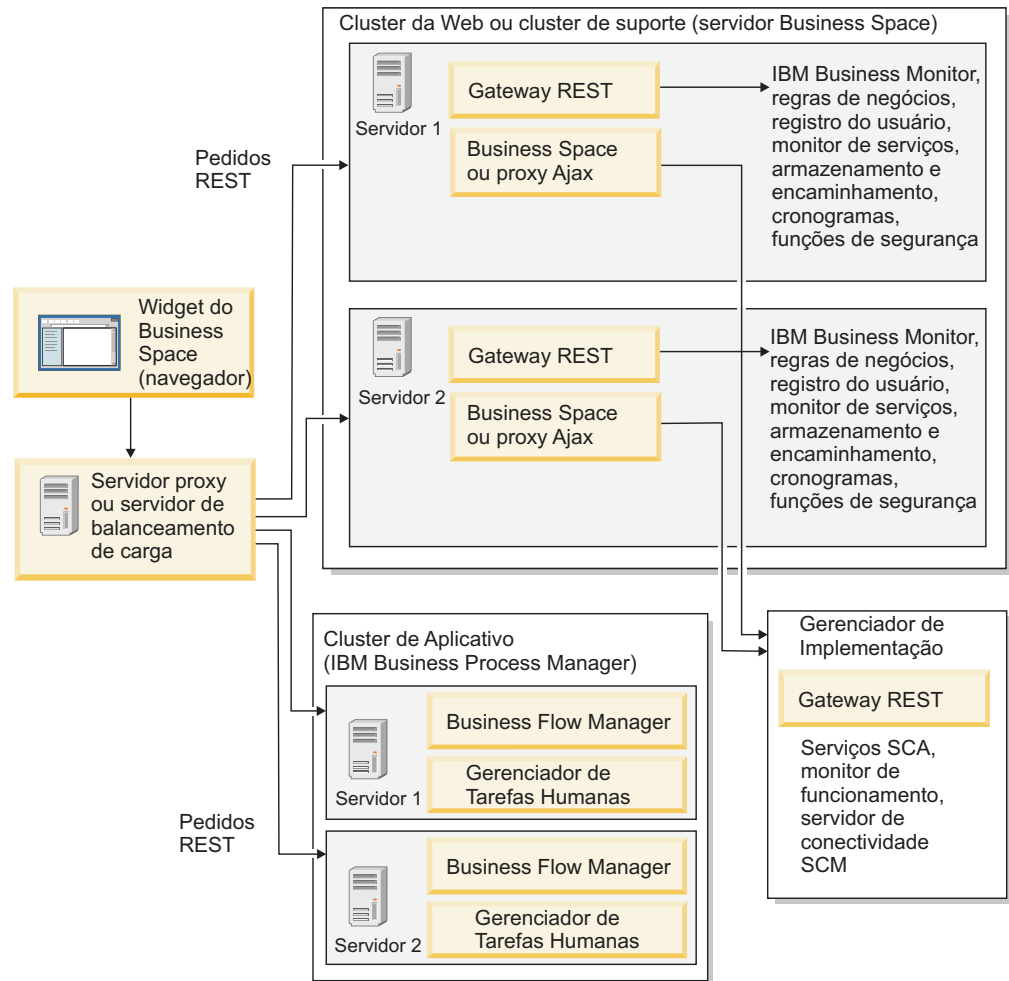 Cluster da Web ou cluster de suporte (servidor Business Space)
Servidor 1
Gateway REST
Business Space
ou proxy Ajax
IBM Business Monitor,
regras de negócios,
registro do usuário,
monitor de serviços,
armazenamento e
encaminhamento,
cronogramas,
funções de segurança
Pedidos
REST
Widget do
Business
Space
(navegador)
Servidor 2
Gateway REST
Business Space
ou proxy Ajax
IBM Business Monitor,
regras de negócios,
registro do usuário,
monitor de serviços,
armazenamento e
encaminhamento,
cronogramas,
funções de segurança
Servidor proxy
ou servidor de
balanceamento
de carga
Cluster de Aplicativo
(IBM Business Process Manager)
Servidor 1
Business Flow Manager
Gerenciador de
Tarefas Humanas
Pedidos
REST
Servidor 2
Business Flow Manager
Gerenciador de
Tarefas Humanas
Gerenciador de
Implementação
Gateway REST
Serviços SCA,
monitor de
funcionamento,
servidor de
conectividade
SCM